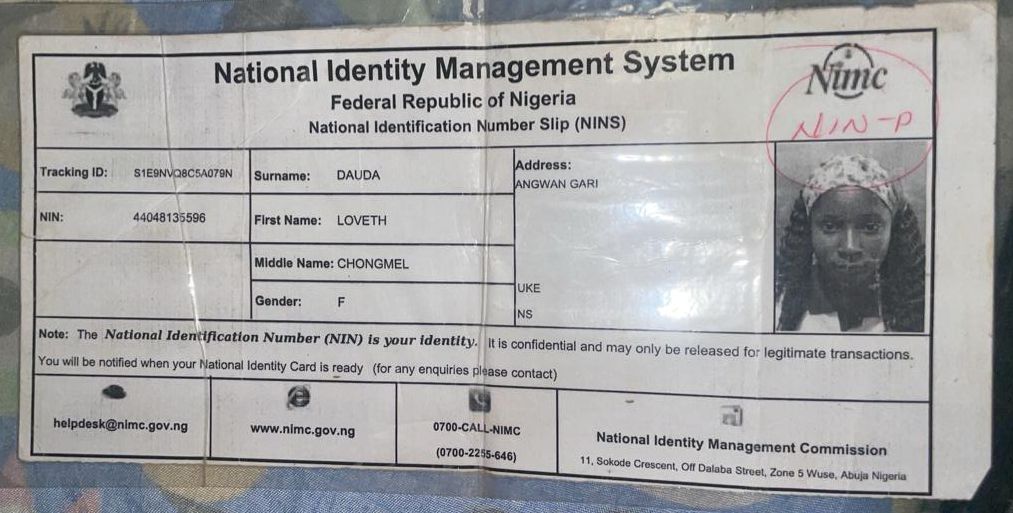 National Identity Management System
Federal Republic of Nigeria
National Identification Number Slip (NINS)
Nimc
NIN-P
Tracking ID: S1E9NVQ8C5A079N
Surname: DAUDA
Address:
ANGWAN GARI
NIN: 44048135596
First Name: LOVETH
Middle Name: CHONGMEL
UKE
Gender: F
NS
Note: The National Identification Number (NIN) is your identity. It is confidential and may only be released for legitimate transactions.
You will be notified when your National Identity Card is ready (for any enquiries please contact)
helpdesk@nimc.gov.ng
www.nimc.gov.ng
0700-CALL-NIMC
(0700-2255-646)
National Identity Management Commission
11, Sokode Crescent, Off Dalaba Street, Zone 5 Wuse, Abuja Nigeria